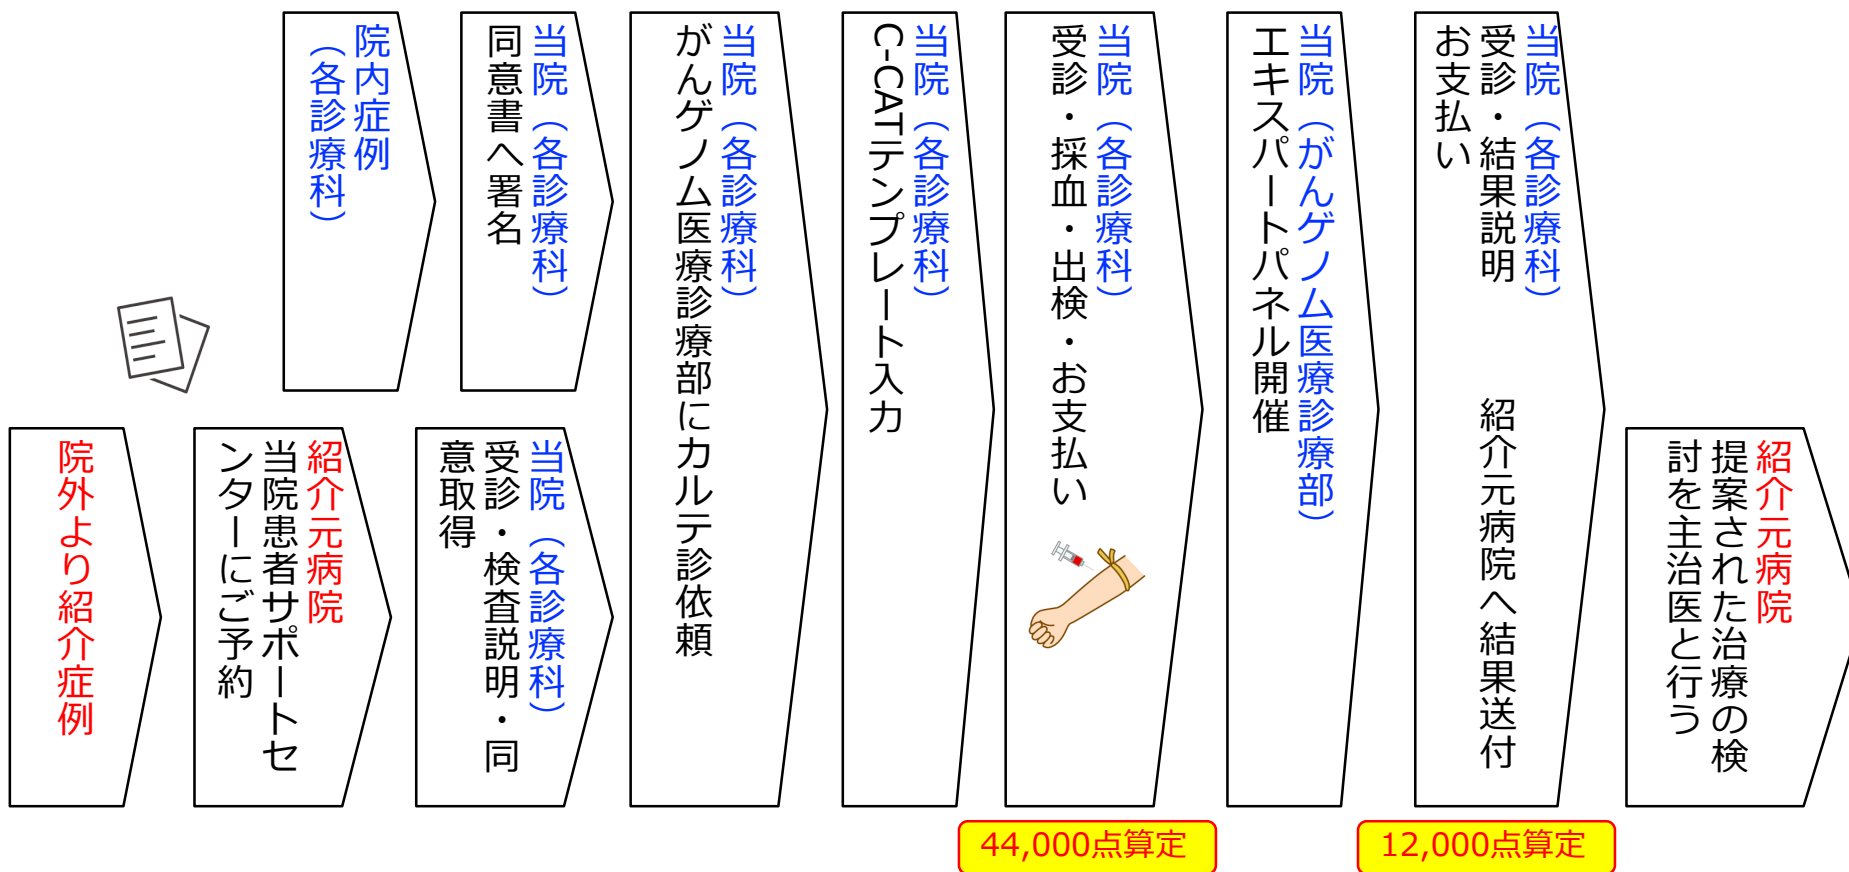 院内症例
（各診療科）
当院（各診療科）
同意書へ署名
院外より紹介症例
紹介元病院
当院患者サポートセ
ンターにご予約
当院（各診療科）
受診・検査説明・同
意取得
当院（各診療科）
がんゲノム医療診療部にカルテ診依頼
当院（各診療科）
C-CATテンプレート入力
当院（各診療科）
受診・採血・出検・お支払い
44,000点算定
当院（がんゲノム医療診療部）
エキスパートパネル開催
当院（各診療科）
受診・結果説明　　紹介元病院へ結果送付
お支払い
12,000点算定
紹介元病院
提案された治療の検
討を主治医と行う